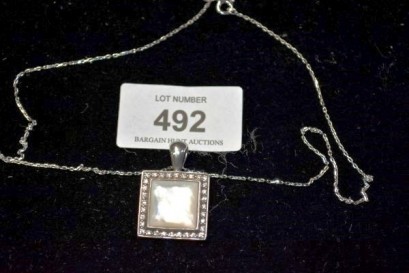 LOT NUMBER
492
BARGAIN HUNT AUCTIONS